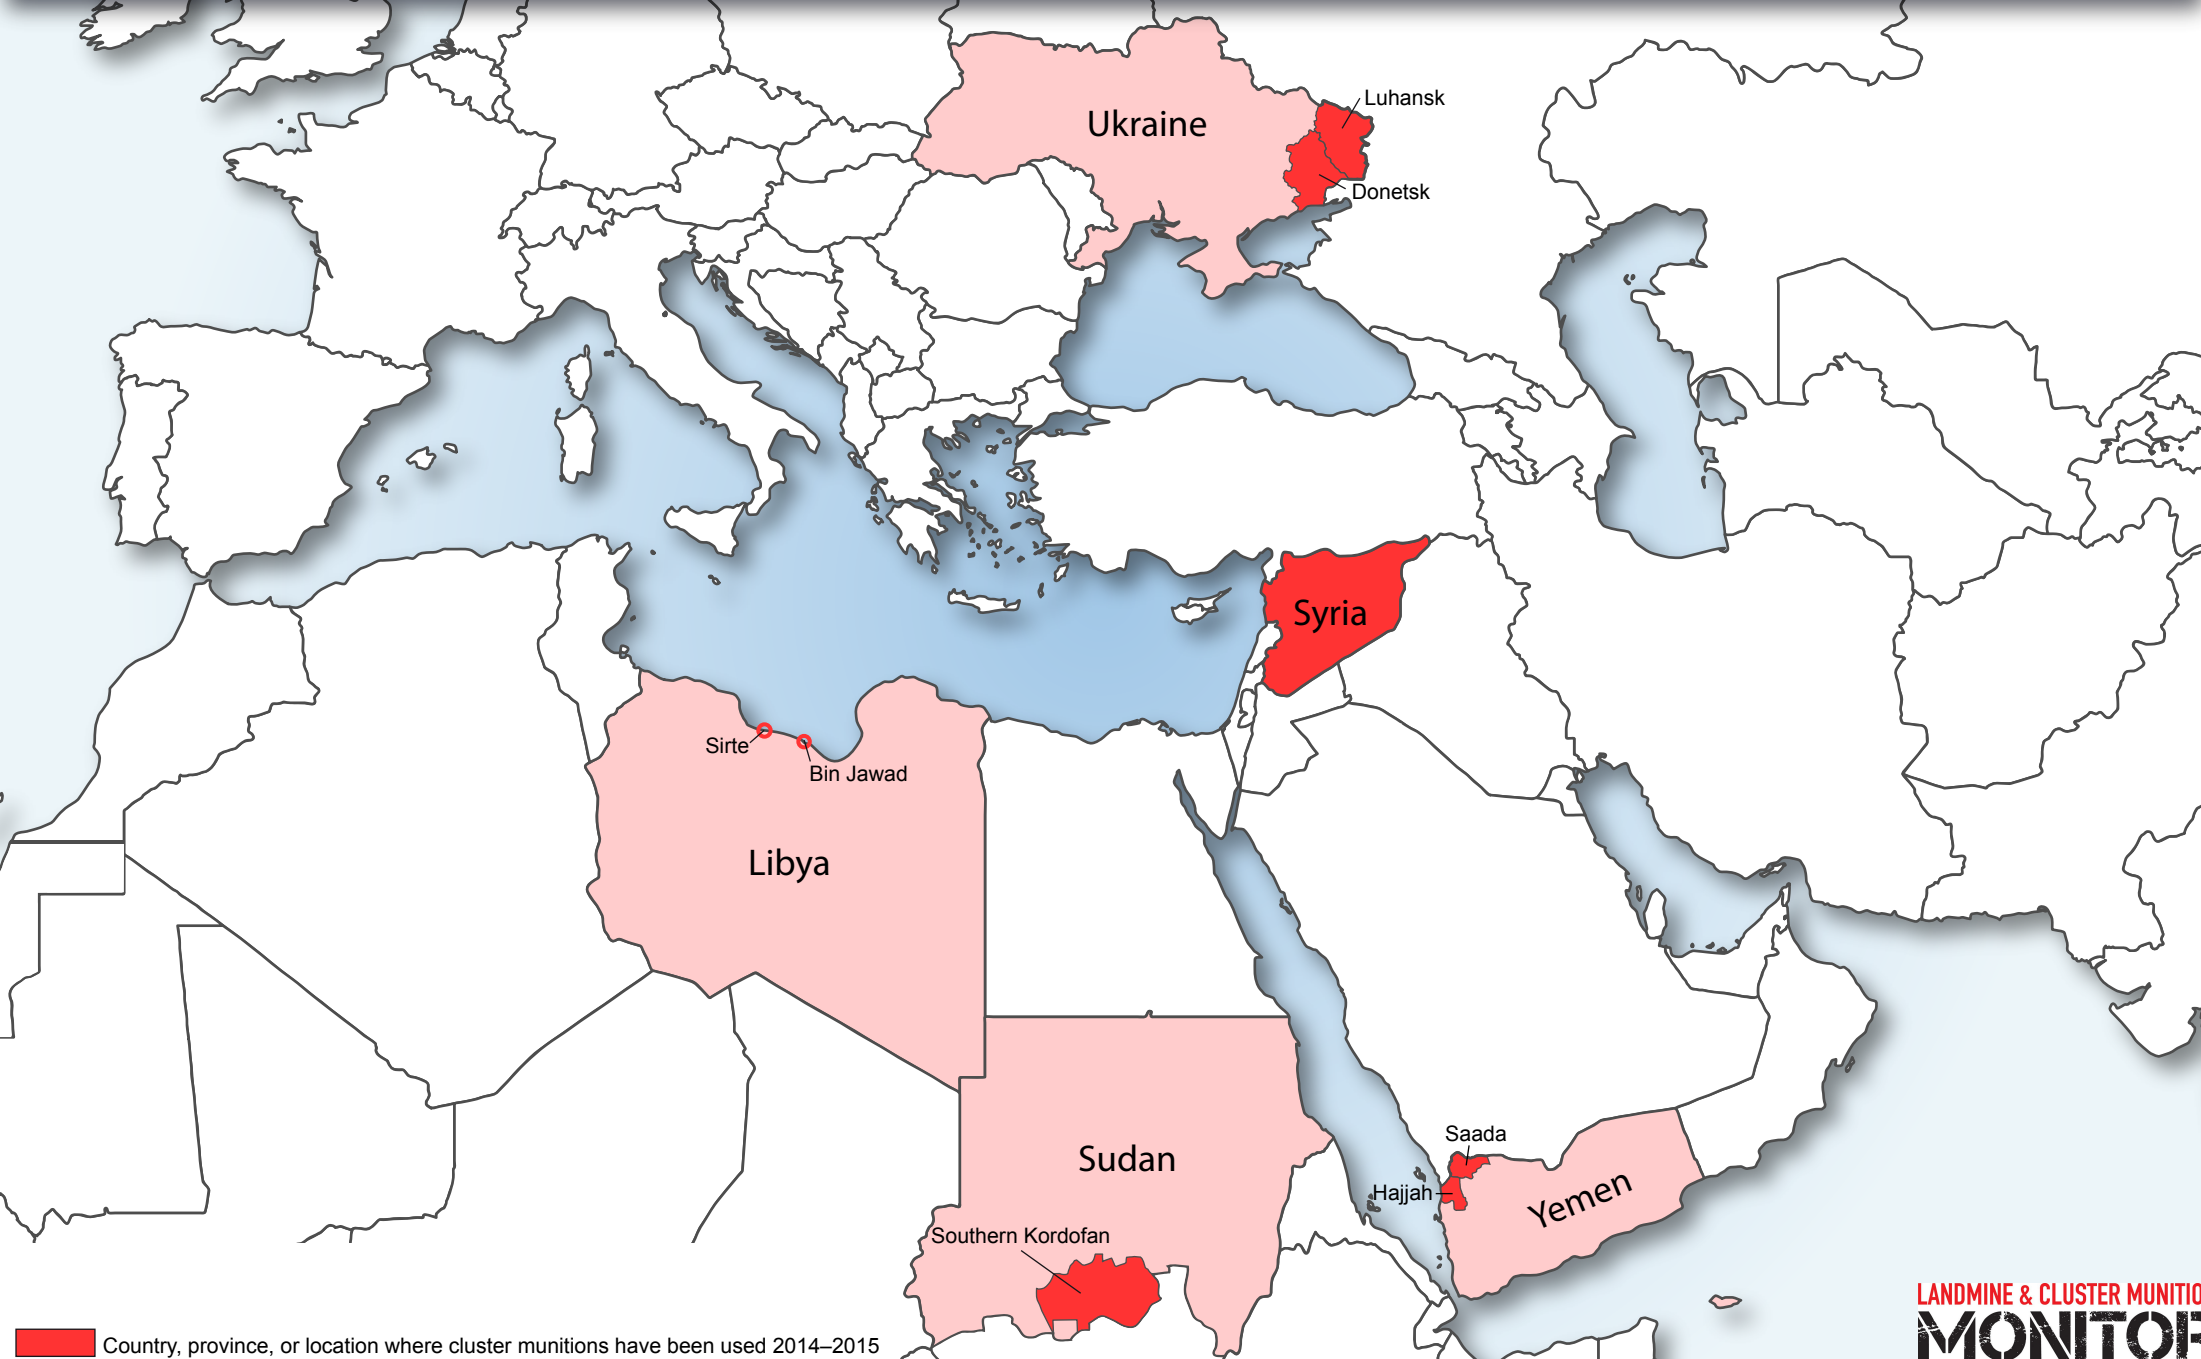 Luhansk
Ukraine
Donetsk
Syria
Sirte
Bin Jawad
Libya
Saada
Sudan
Hajjah
Yemen
Southern Kordofan
LANDMINE & CLUSTER MUNITIO
MONITOR
Country, province, or location where cluster munitions have been used 2014–2015